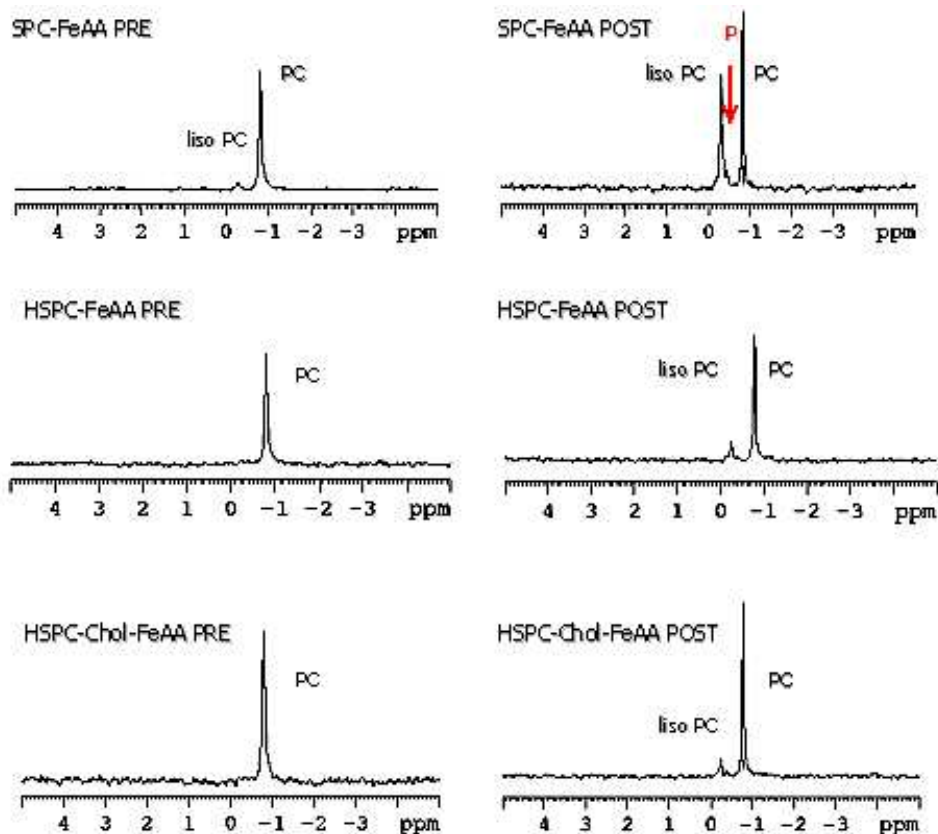 SPC-FeAA PRE
PC
liso PC
4 3 2 1 0 -1 -2 -3 ppm
SPC-FeAA POST
P
liso PC
PC
4 3 2 1 0 -1 -2 -3 ppm
HSPC-FeAA PRE
PC
4 3 2 1 0 -1 -2 -3 ppm
HSPC-FeAA POST
liso PC
PC
4 3 2 1 0 -1 -2 -3 ppm
HSPC-Chol-FeAA PRE
PC
4 3 2 1 0 -1 -2 -3 ppm
HSPC-Chol-FeAA POST
PC
liso PC
4 3 2 1 0 -1 -2 -3 ppm